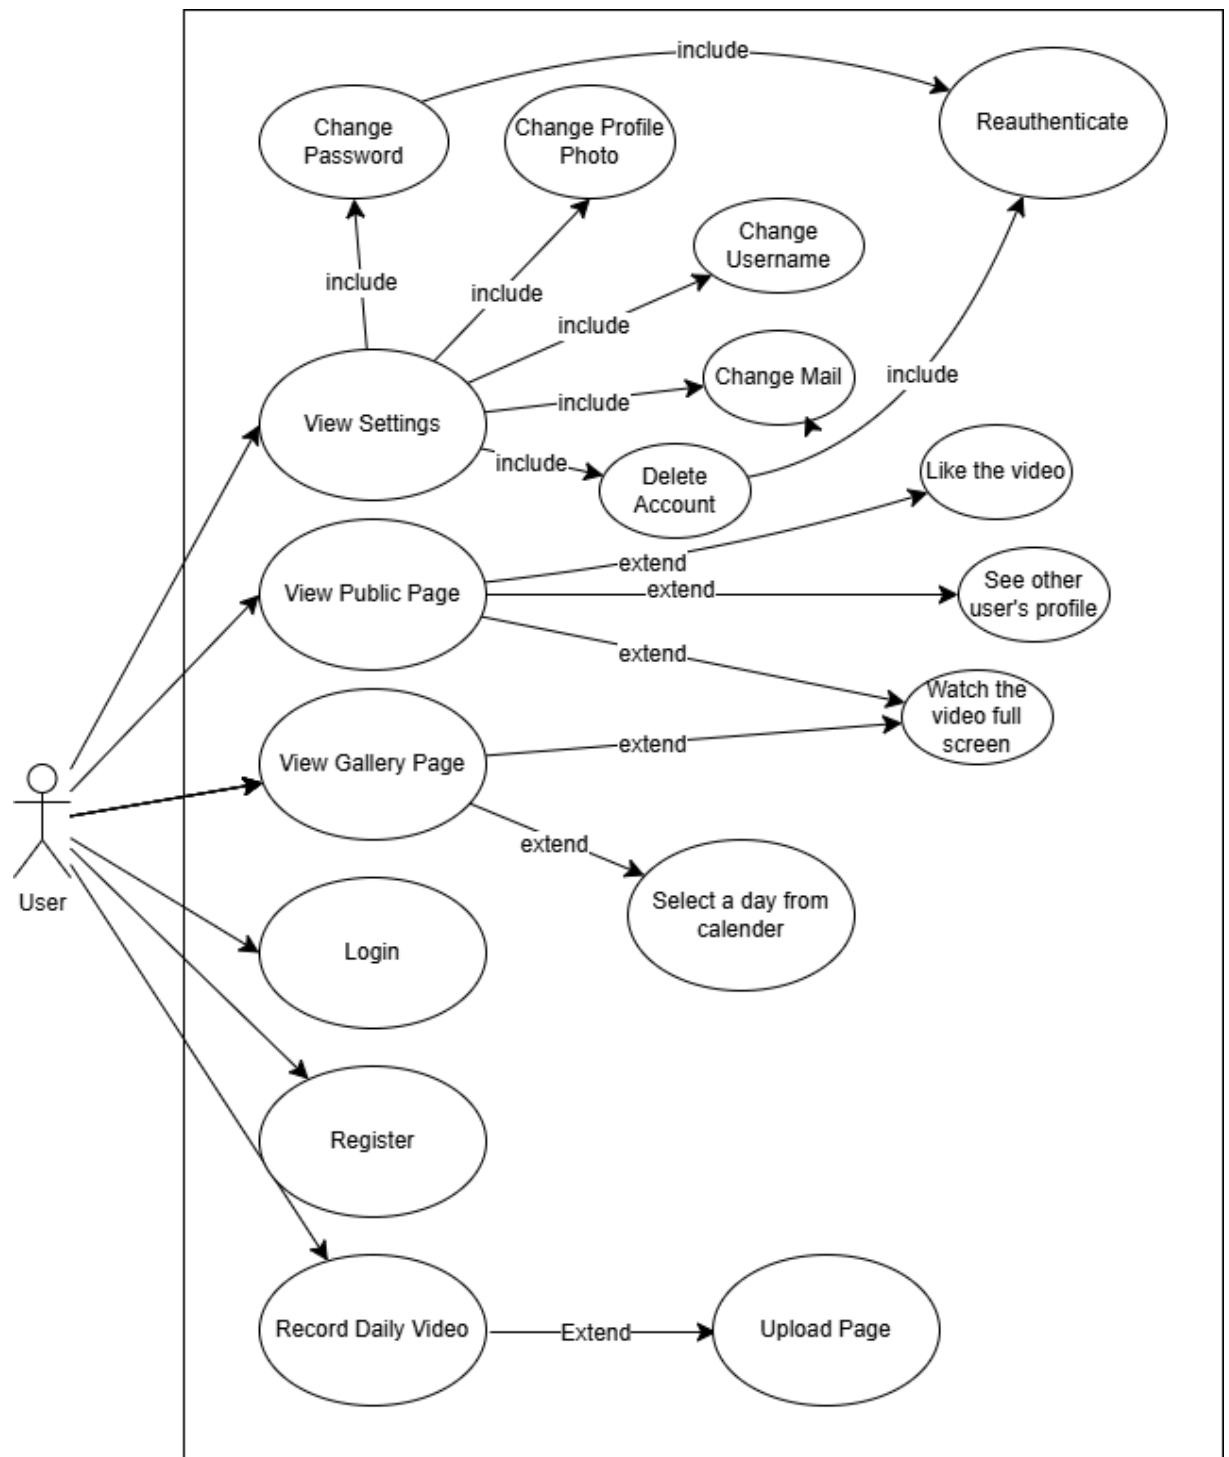 include
Change
Password
Change Profile
Photo
Reauthenticate
Change
Username
include
include
include
Change Mail
include
include
View Settings
include
Delete
Account
Like the video
extend
View Public Page
extend
See other
user's profile
extend
Watch the
video full
screen
View Gallery Page
extend
extend
Select a day from
calender
User
Login
Register
Record Daily Video
Extend
Upload Page